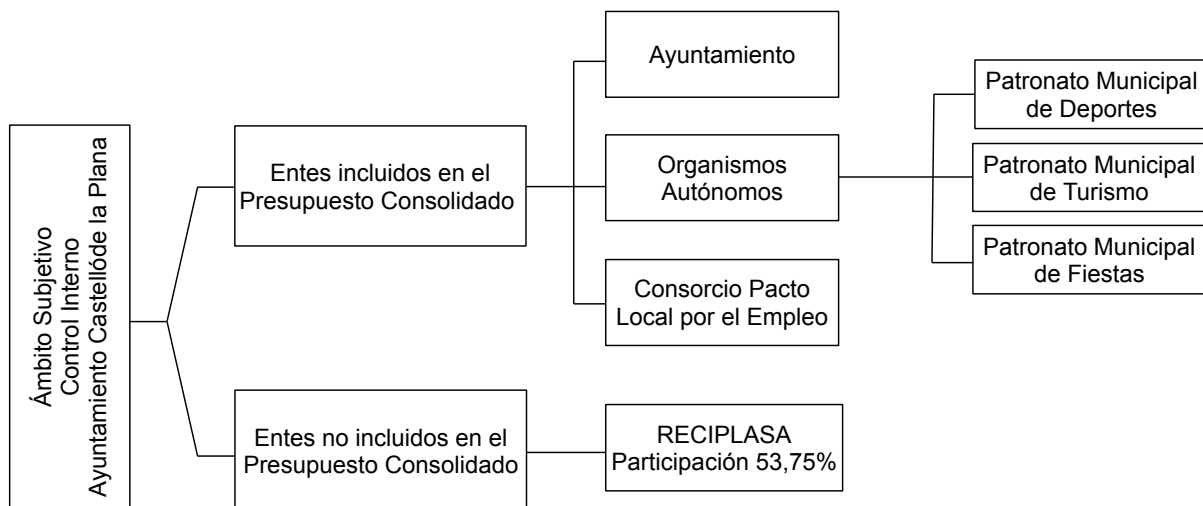 Ámbito Subjetivo
Control Interno
Ayuntamiento Castellóde la Plana
Entes incluidos en el
Presupuesto Consolidado
Ayuntamiento
Organismos
Autónomos
Consorcio Pacto
Local por el Empleo
Patronato Municipal
de Deportes
Patronato Municipal
de Turismo
Patronato Municipal
de Fiestas
Entes no incluidos en el
Presupuesto Consolidado
RECIPLASA
Participación 53,75%